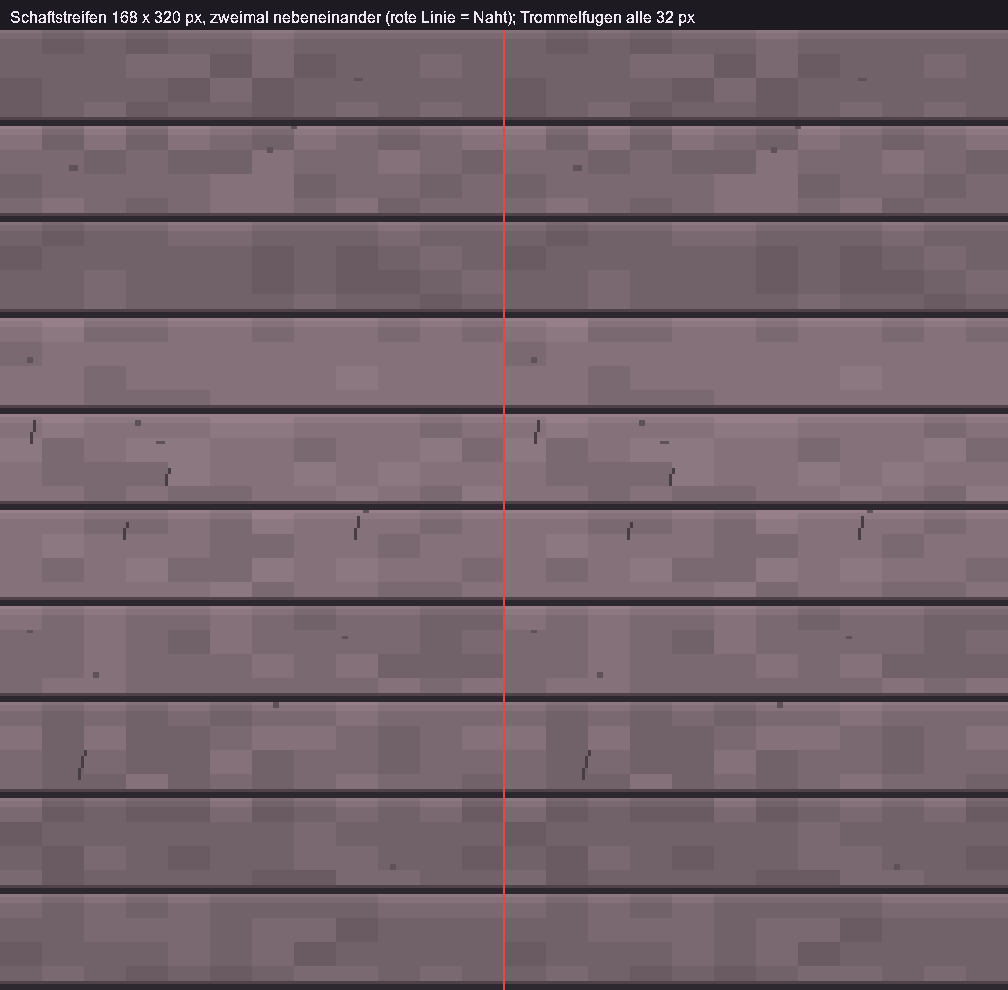 Schaftstreifen 168 x 320 px, zweimal nebeneinander (rote Linie = Naht); Trommelfugen alle 32 px